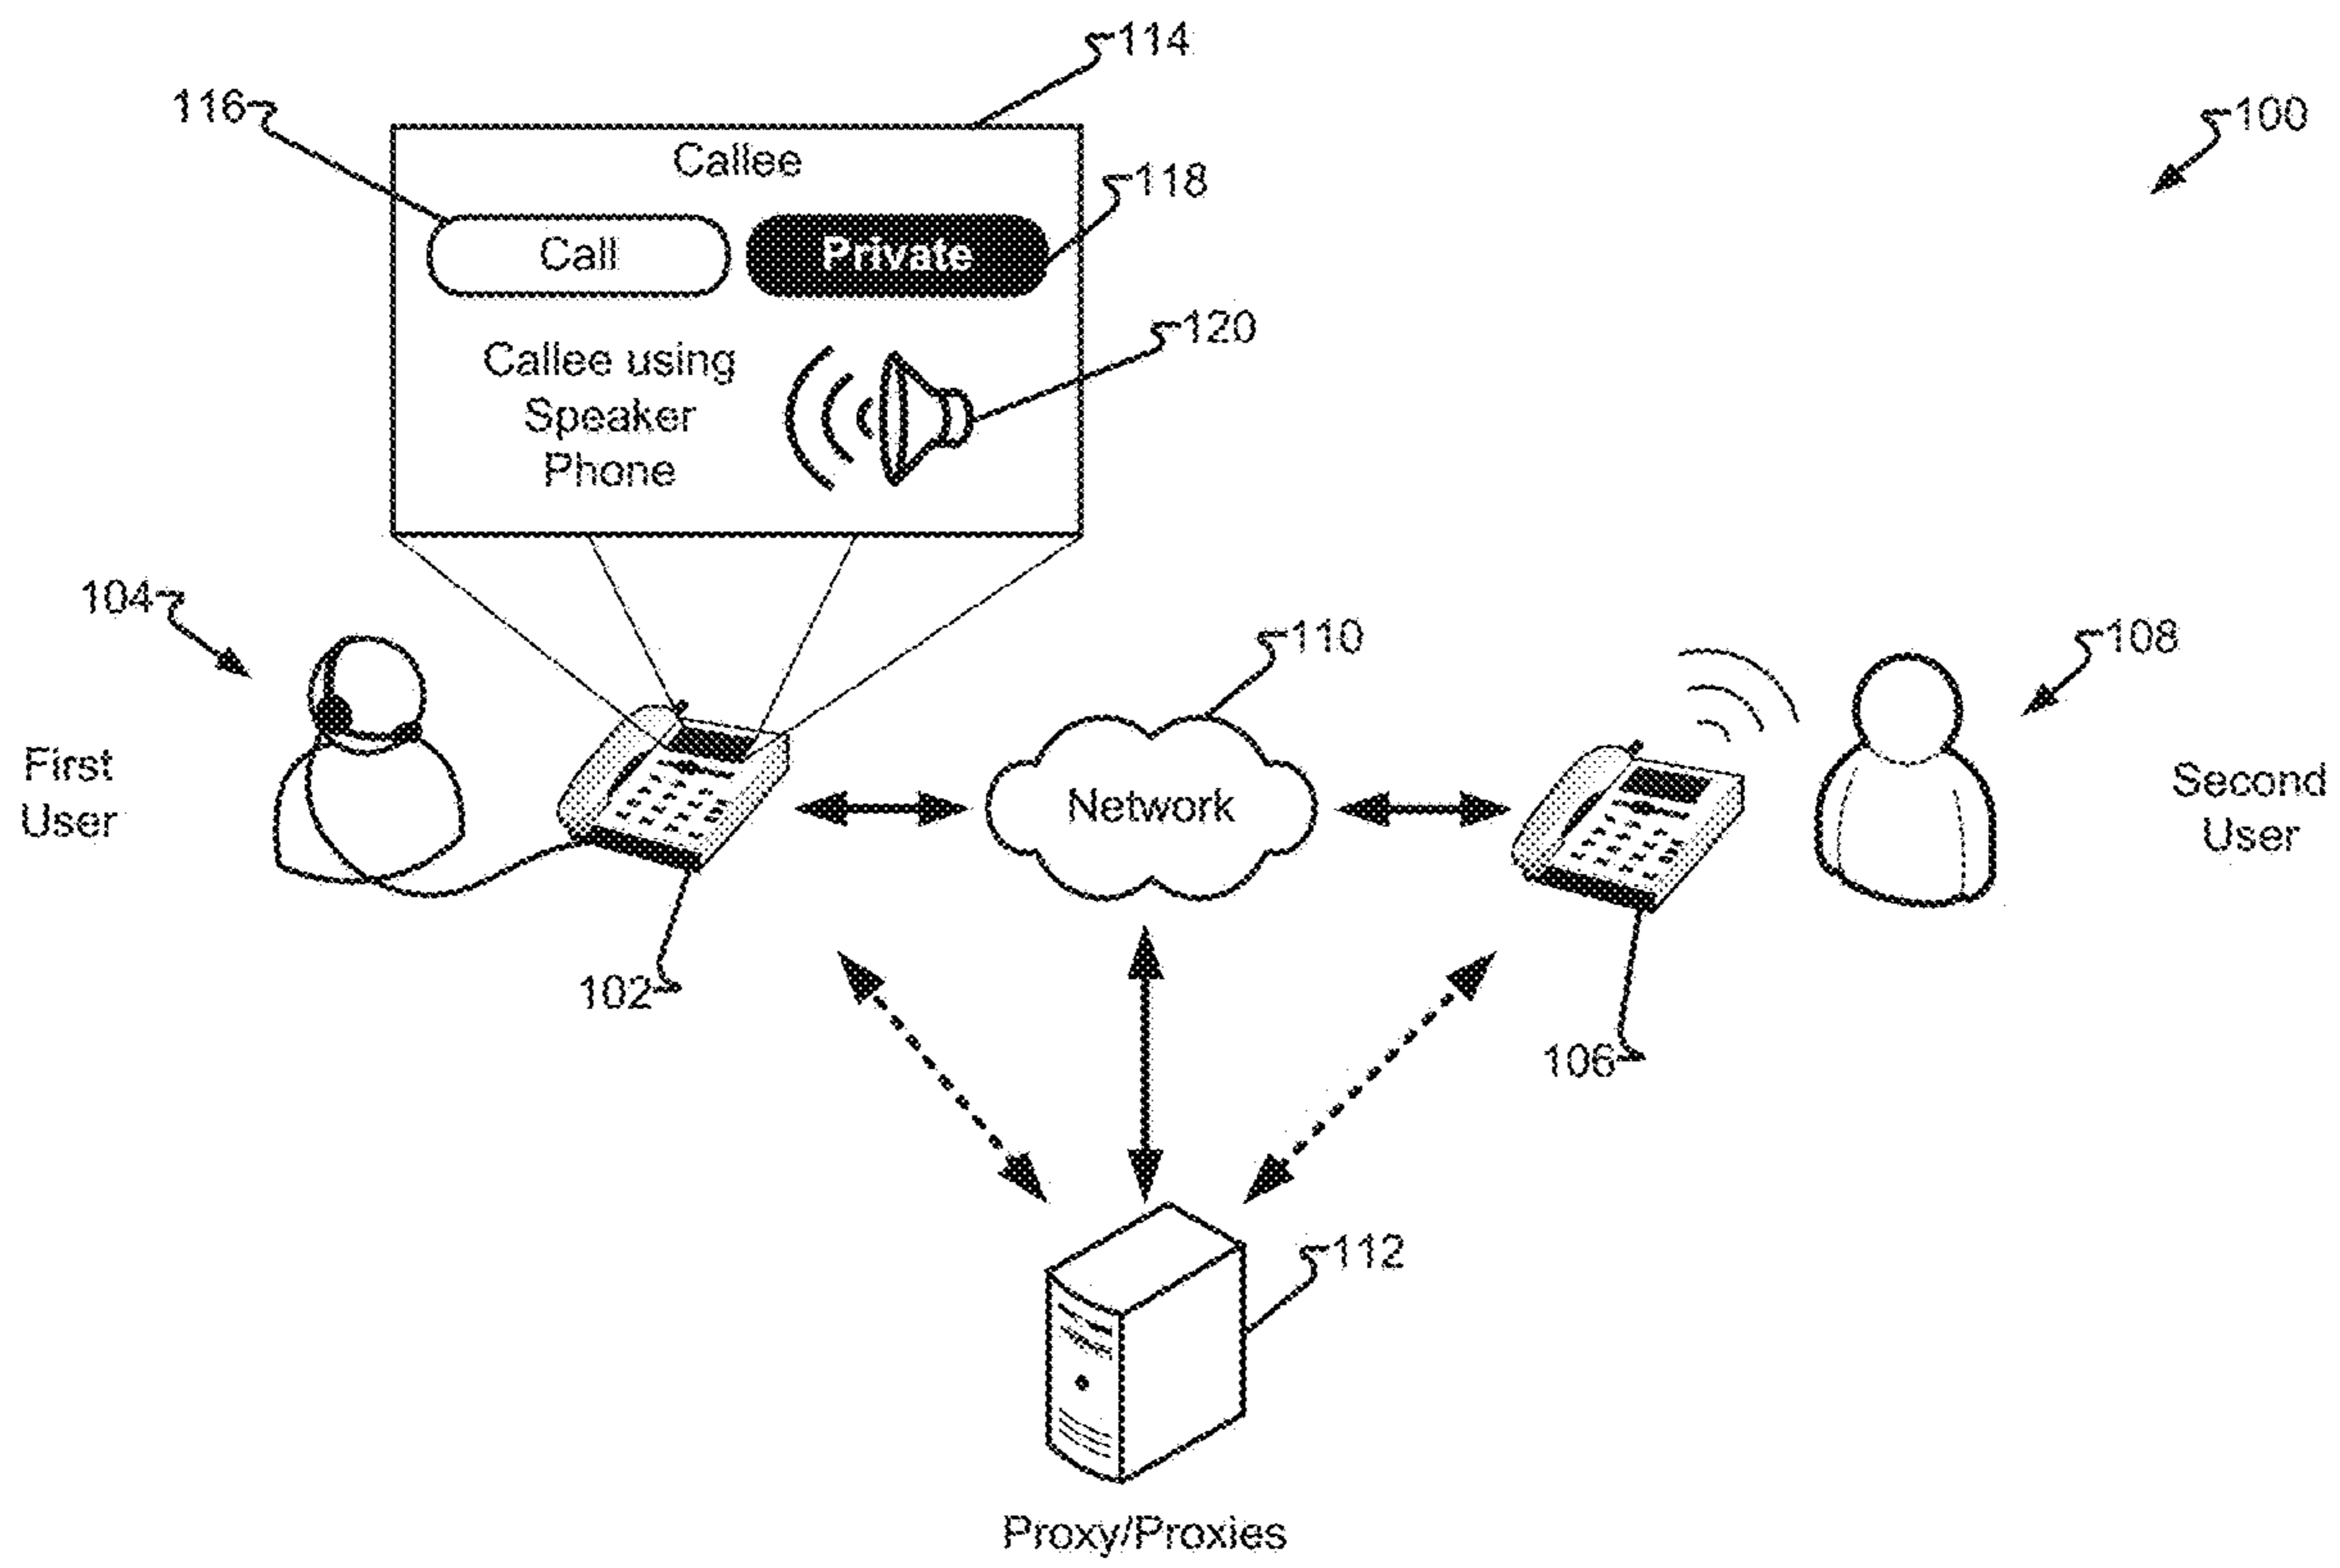 114
116
100
Callee
118
Call
Private
120
Callee using
Speaker
Phone
104
110
108
First
User
Network
Second
User
102
106
112
Proxy/Proxies